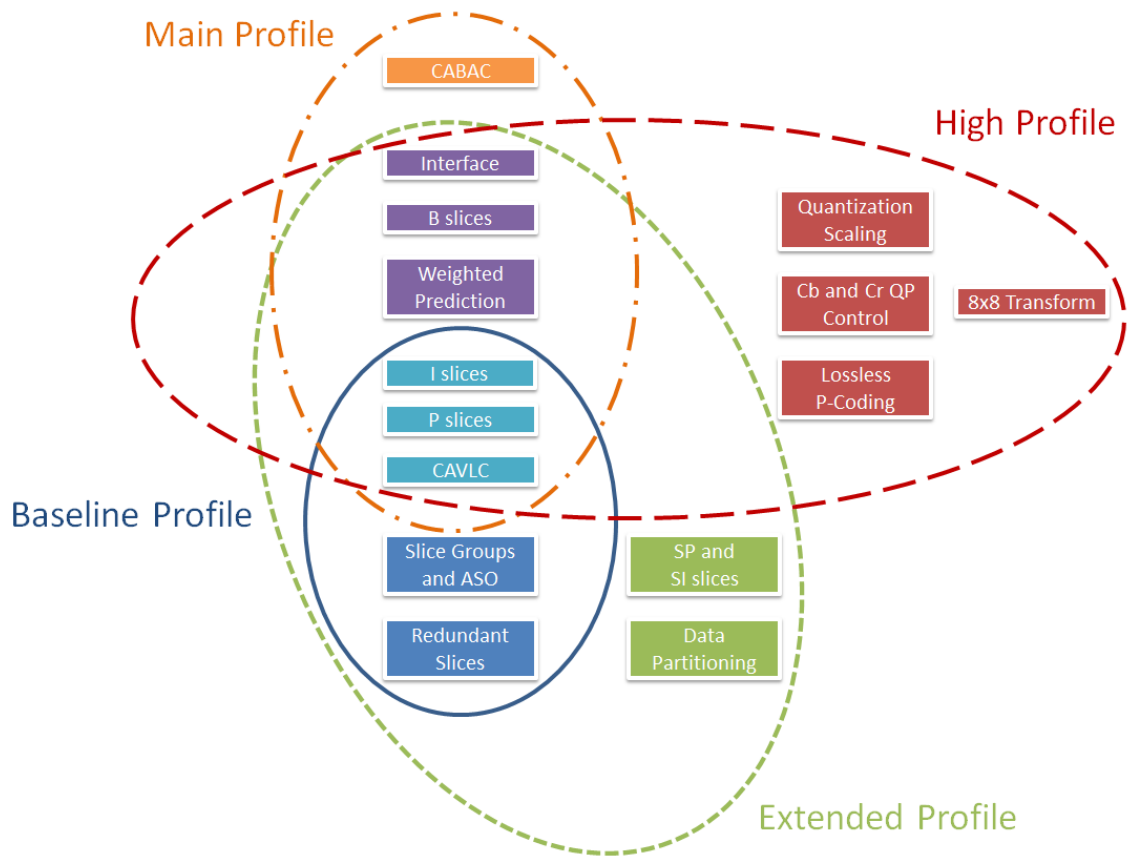 Main Profile
CABAC
High Profile
Interface
B slices
Weighted
Prediction
Quantization
Scaling
Cb and Cr QP
Control
8x8 Transform
Lossless
P-Coding
I slices
P slices
CAVLC
Baseline Profile
Slice Groups
and ASO
SP and
SI slices
Redundant
Slices
Data
Partitioning
Extended Profile